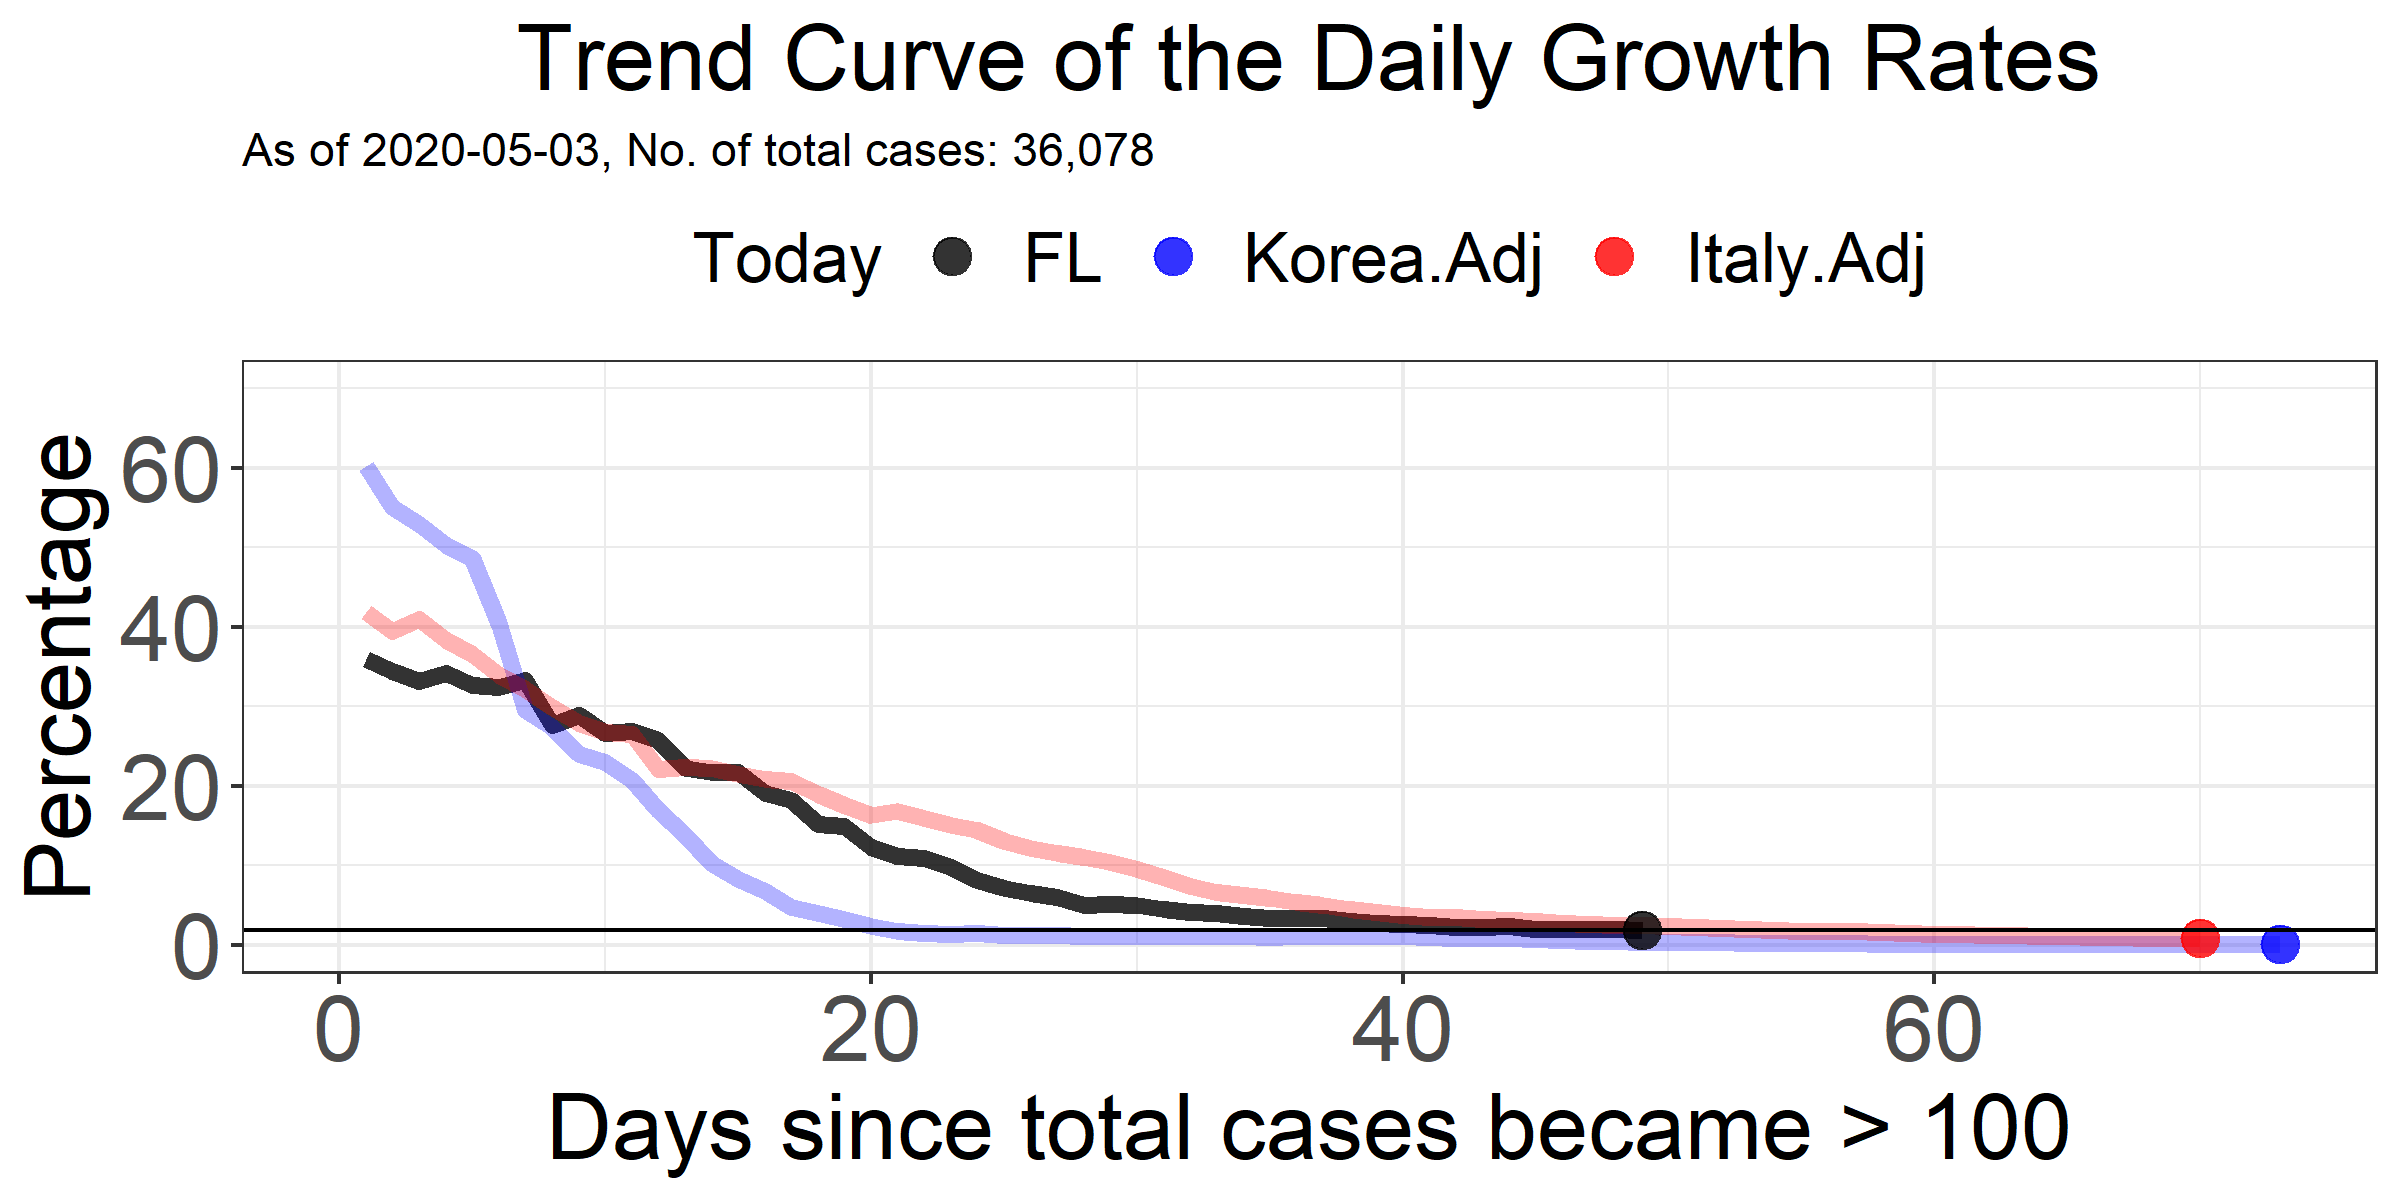 Trend Curve of the Daily Growth Rates
As of 2020-05-03, No. of total cases: 36,078
Today FL Korea.Adj Italy.Adj
Percentage
60
40
20
0
0 20 40 60
Days since total cases became > 100